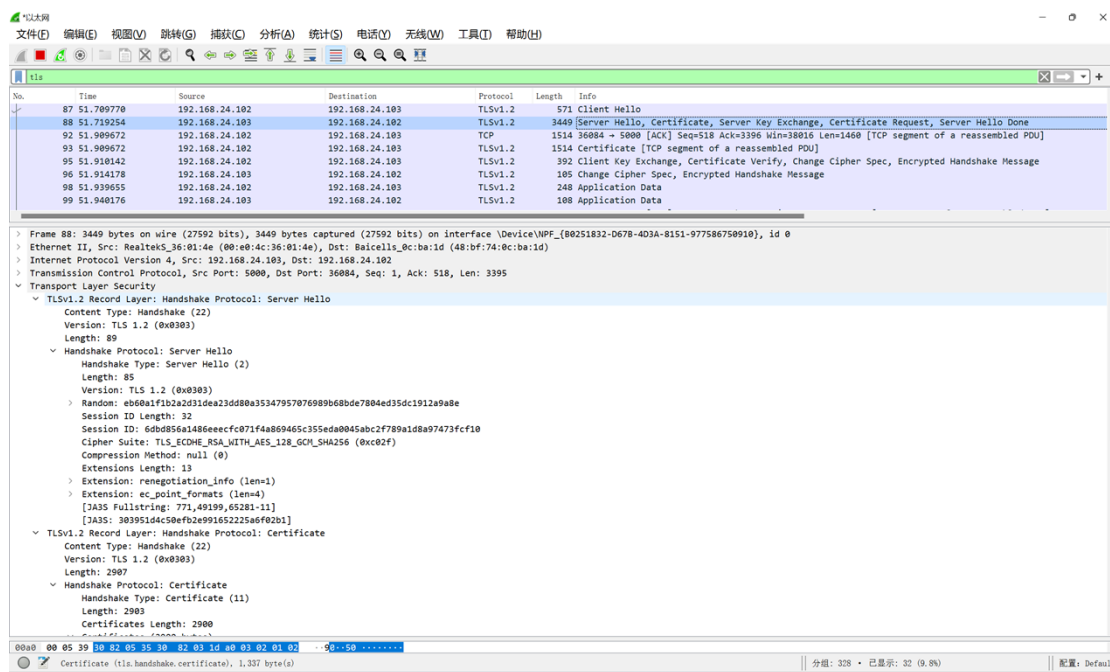 *以太网
文件(F) 编辑(E) 视图(V) 跳转(G) 捕获(C) 分析(A) 统计(S) 电话(Y) 无线(W) 工具(T) 帮助(H)
tls
No. Time Source Destination Protocol Length Info
87 51.709770 192.168.24.102 192.168.24.103 TLSv1.2 571 Client Hello
88 51.719254 192.168.24.103 192.168.24.102 TLSv1.2 3449 Server Hello, Certificate, Server Key Exchange, Certificate Request, Server Hello Done
92 51.909672 192.168.24.102 192.168.24.103 TCP 1514 36084 → 5000 [ACK] Seq=518 Ack=3396 Win=38016 Len=1460 [TCP segment of a reassembled PDU]
93 51.909672 192.168.24.102 192.168.24.103 TLSv1.2 1514 Certificate [TCP segment of a reassembled PDU]
95 51.910142 192.168.24.102 192.168.24.103 TLSv1.2 392 Client Key Exchange, Certificate Verify, Change Cipher Spec, Encrypted Handshake Message
96 51.914178 192.168.24.103 192.168.24.102 TLSv1.2 105 Change Cipher Spec, Encrypted Handshake Message
98 51.939655 192.168.24.102 192.168.24.103 TLSv1.2 248 Application Data
99 51.940176 192.168.24.103 192.168.24.102 TLSv1.2 108 Application Data
Frame 88: 3449 bytes on wire (27592 bits), 3449 bytes captured (27592 bits) on interface \Device\NPF_{B0251832-D67B-4D3A-8151-977586750910}, id 0
Ethernet II, Src: RealtekS_36:01:4e (00:e0:4c:36:01:4e), Dst: Baicells_0c:ba:1d (48:bf:74:0c:ba:1d)
Internet Protocol Version 4, Src: 192.168.24.103, Dst: 192.168.24.102
Transmission Control Protocol, Src Port: 5000, Dst Port: 36084, Seq: 1, Ack: 518, Len: 3395
Transport Layer Security
TLSv1.2 Record Layer: Handshake Protocol: Server Hello
Content Type: Handshake (22)
Version: TLS 1.2 (0x0303)
Length: 89
Handshake Protocol: Server Hello
Handshake Type: Server Hello (2)
Length: 85
Version: TLS 1.2 (0x0303)
Random: eb60a1f1b2a2d31dea23dd80a35347957076989b68bde7804ed35dc1912a9a8e
Session ID Length: 32
Session ID: 6dbd856a1486eeecfc071f4a869465c355eda0045abc2f789a1d8a97473fcf10
Cipher Suite: TLS_ECDHE_RSA_WITH_AES_128_GCM_SHA256 (0xc02f)
Compression Method: null (0)
Extensions Length: 13
Extension: renegotiation_info (len=1)
Extension: ec_point_formats (len=4)
[JA3S Fullstring: 771,49199,65281-11]
[JA3S: 303951d4c50efb2e991652225a6f02b1]
TLSv1.2 Record Layer: Handshake Protocol: Certificate
Content Type: Handshake (22)
Version: TLS 1.2 (0x0303)
Length: 2907
Handshake Protocol: Certificate
Handshake Type: Certificate (11)
Length: 2903
Certificates Length: 2900
Certificates (2900 bytes)
00a0 00 05 39 30 82 05 35 30 82 03 1d a0 03 02 01 02 ··90··50 ········
Certificate (tls.handshake.certificate), 1,337 byte(s) 分组: 328 · 已显示: 32 (9.8%) 配置: Defaul